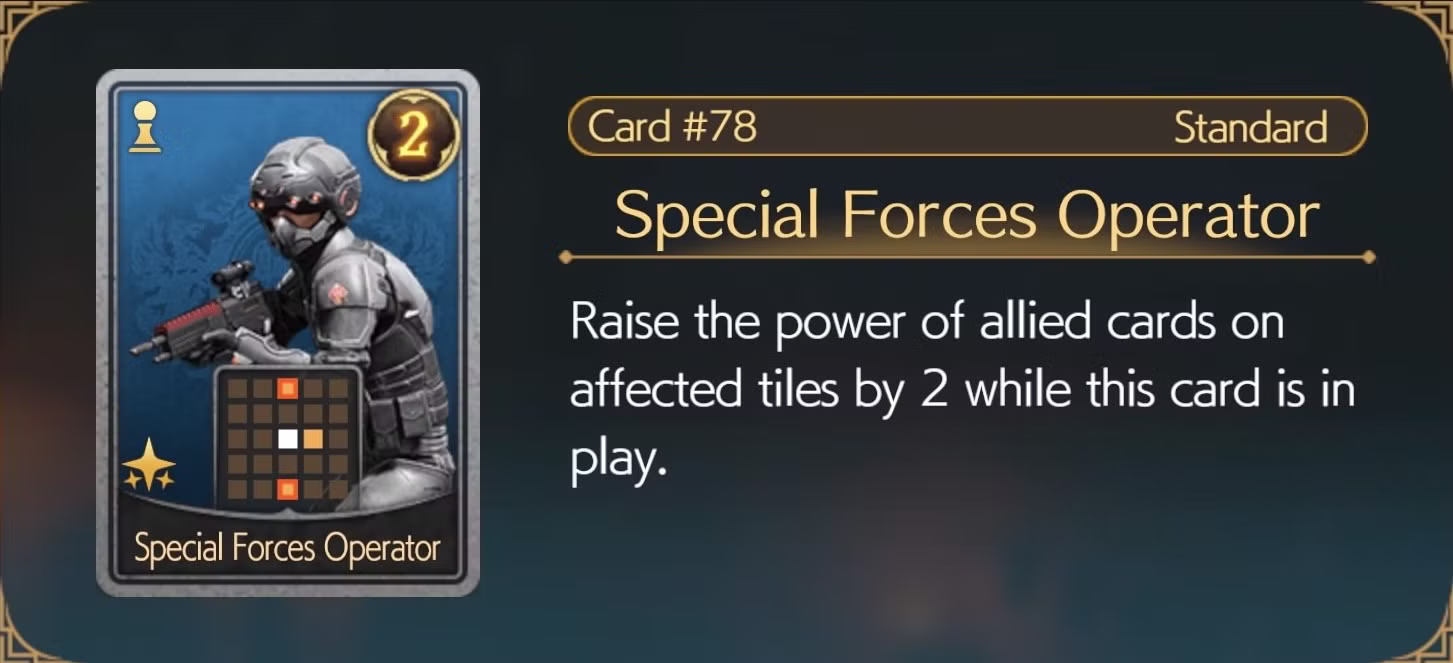 2
Special Forces Operator
Card #78 Standard
Special Forces Operator
Raise the power of allied cards on
affected tiles by 2 while this card is in
play.